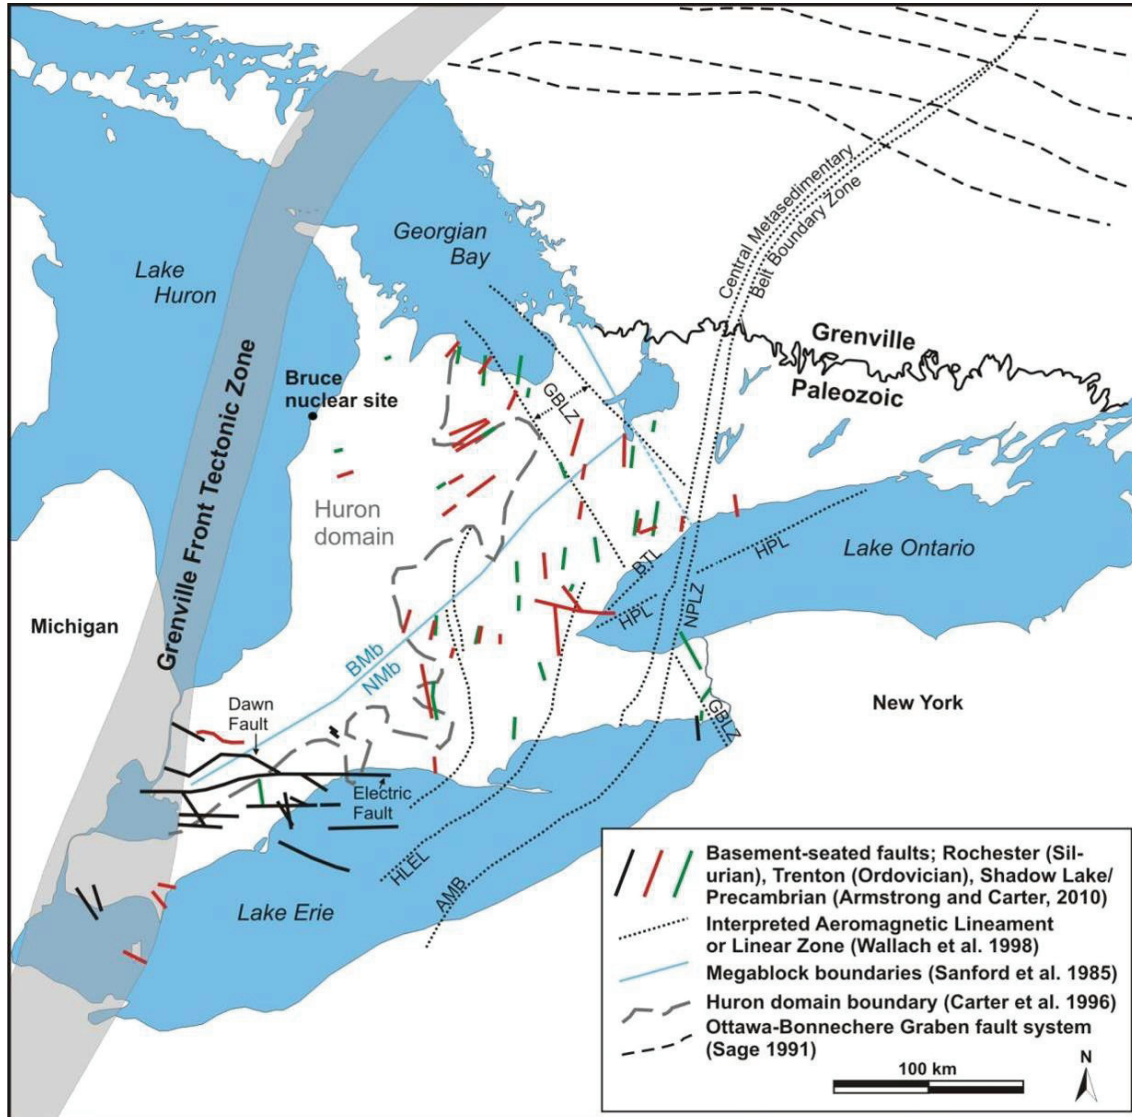 Georgian
Bay
Lake
Huron
Central Metasedimentary
Belt Boundary Zone
Grenville
Paleozoic
Grenville Front Tectonic Zone
Bruce
nuclear site
GBLZ
Huron
domain
BTL
HPL
Lake Ontario
HPL
NPLZ
Michigan
BMb
NMb
Dawn
Fault
GBLZ
New York
Electric
Fault
HLEL
AMB
Lake Erie
Basement-seated faults; Rochester (Sil-
urian), Trenton (Ordovician), Shadow Lake/
Precambrian (Armstrong and Carter, 2010)
Interpreted Aeromagnetic Lineament
or Linear Zone (Wallach et al. 1998)
Megablock boundaries (Sanford et al. 1985)
Huron domain boundary (Carter et al. 1996)
Ottawa-Bonnechere Graben fault system
(Sage 1991)
100 km
N